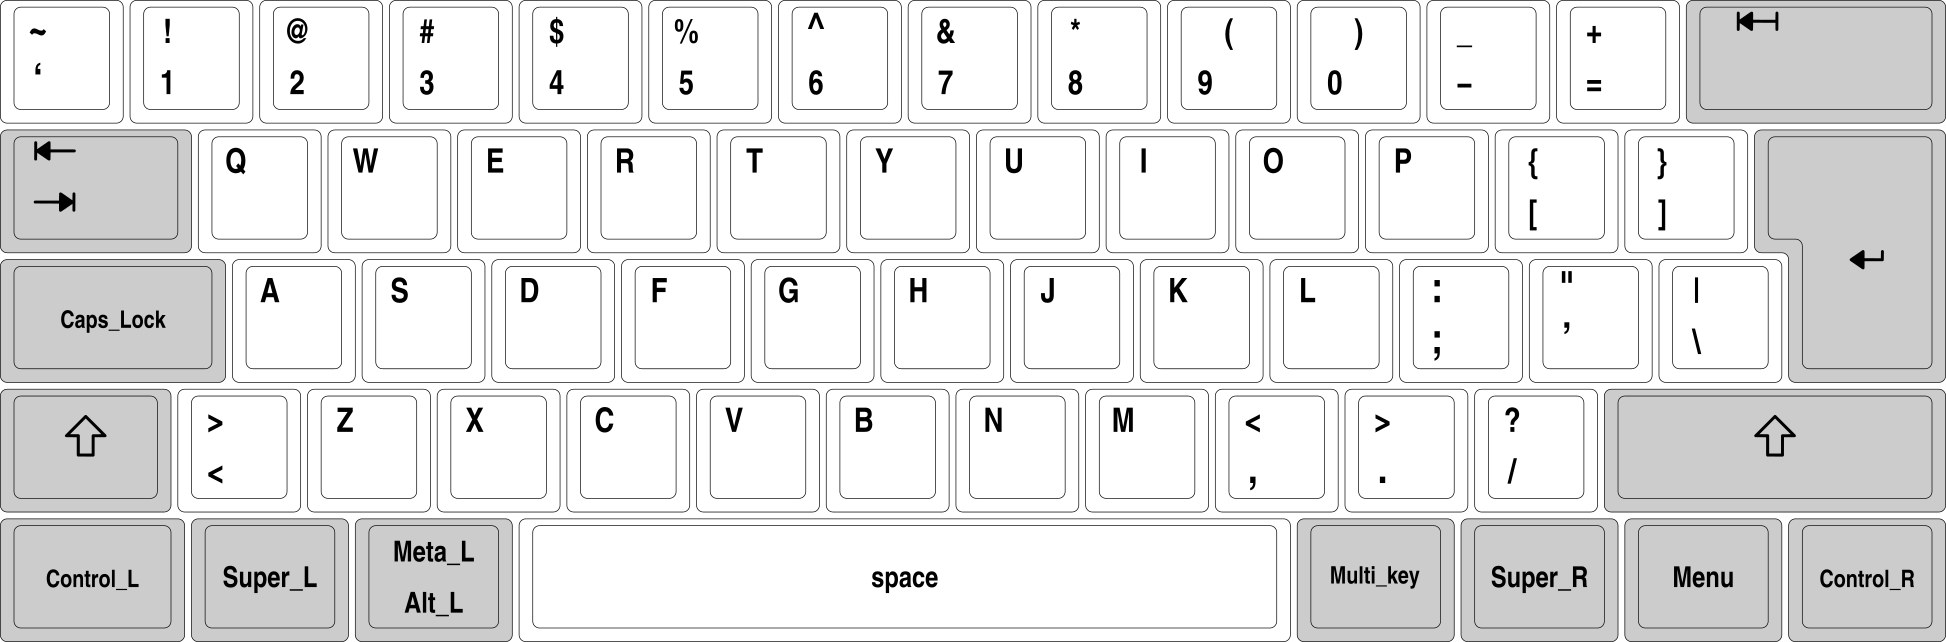 ~ ! @ # $ % ^ & * ( ) _ +
‘ 1 2 3 4 5 6 7 8 9 0 − =
Q W E R T Y U I O P { }
[ ]
A S D F G H J K L : " |
Caps_Lock ; ’ \
> Z X C V B N M < > ?
< , . /
Control_L Super_L Meta_L space Multi_key Super_R Menu Control_R
Alt_L